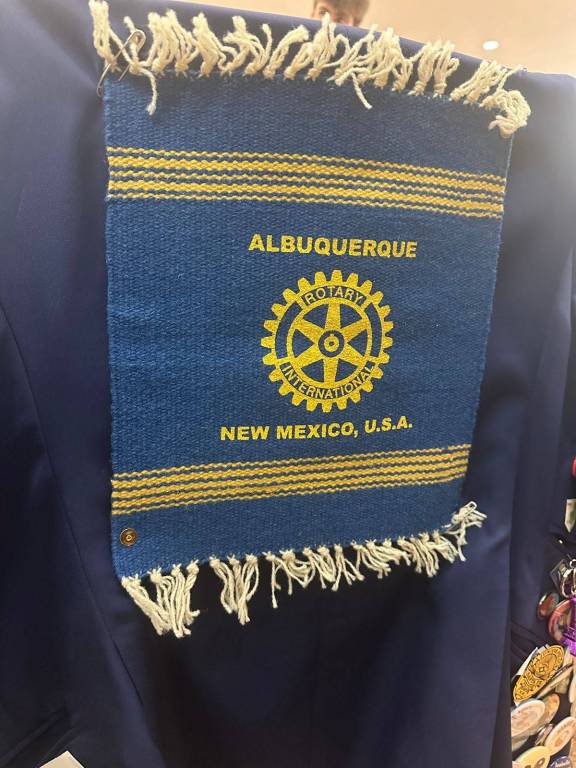 ALBUQUERQUE
ROTARY
INTERNATIONAL
NEW MEXICO, U.S.A.